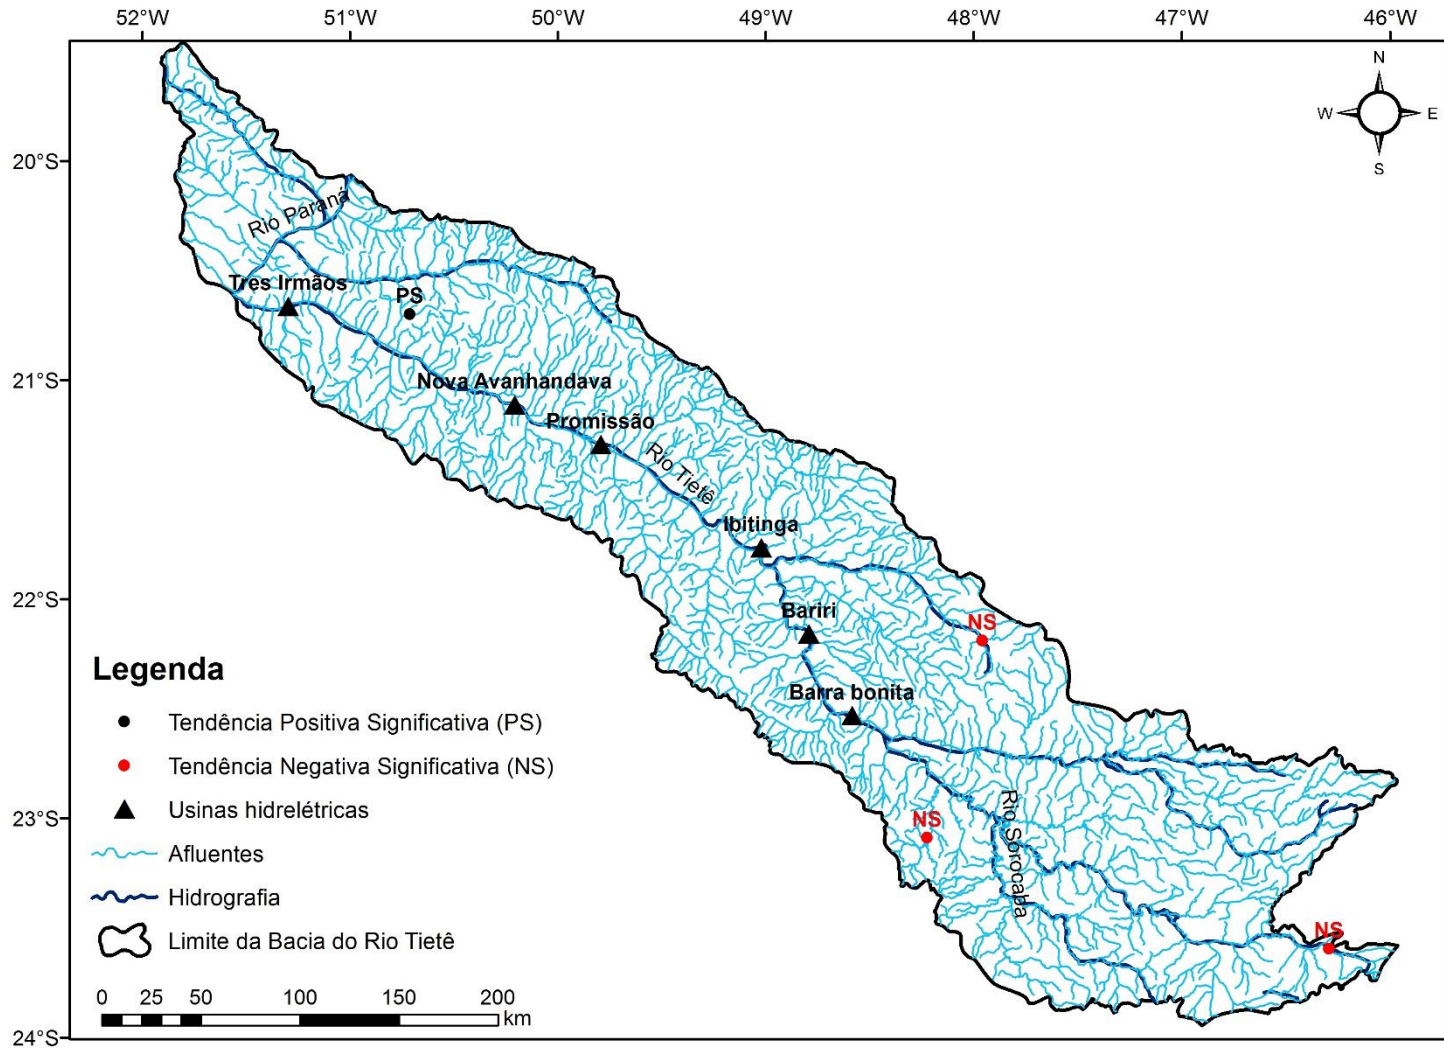 52°W 51°W 50°W 49°W 48°W 47°W 46°W
N
W E
S
20°S
Rio Paraná
Tres Irmãos
PS
21°S
Nova Avanhandava
Promissão
Rio Tietê
Ibitinga
22°S
Bariri
NS
Barra bonita
Legenda
Tendência Positiva Significativa (PS)
Tendência Negativa Significativa (NS)
Usinas hidrelétricas
23°S
NS
Rio Sorocaba
Afluentes
Hidrografia
Limite da Bacia do Rio Tietê
NS
0 25 50 100 150 200
km
24°S